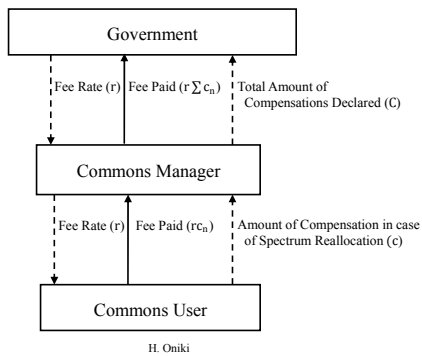 Government
Fee Rate (r)
Fee Paid (r ∑ cₙ)
Total Amount of
Compensations Declared (C)
Commons Manager
Fee Rate (r)
Fee Paid (rcₙ)
Amount of Compensation in case
of Spectrum Reallocation (c)
Commons User
H. Oniki